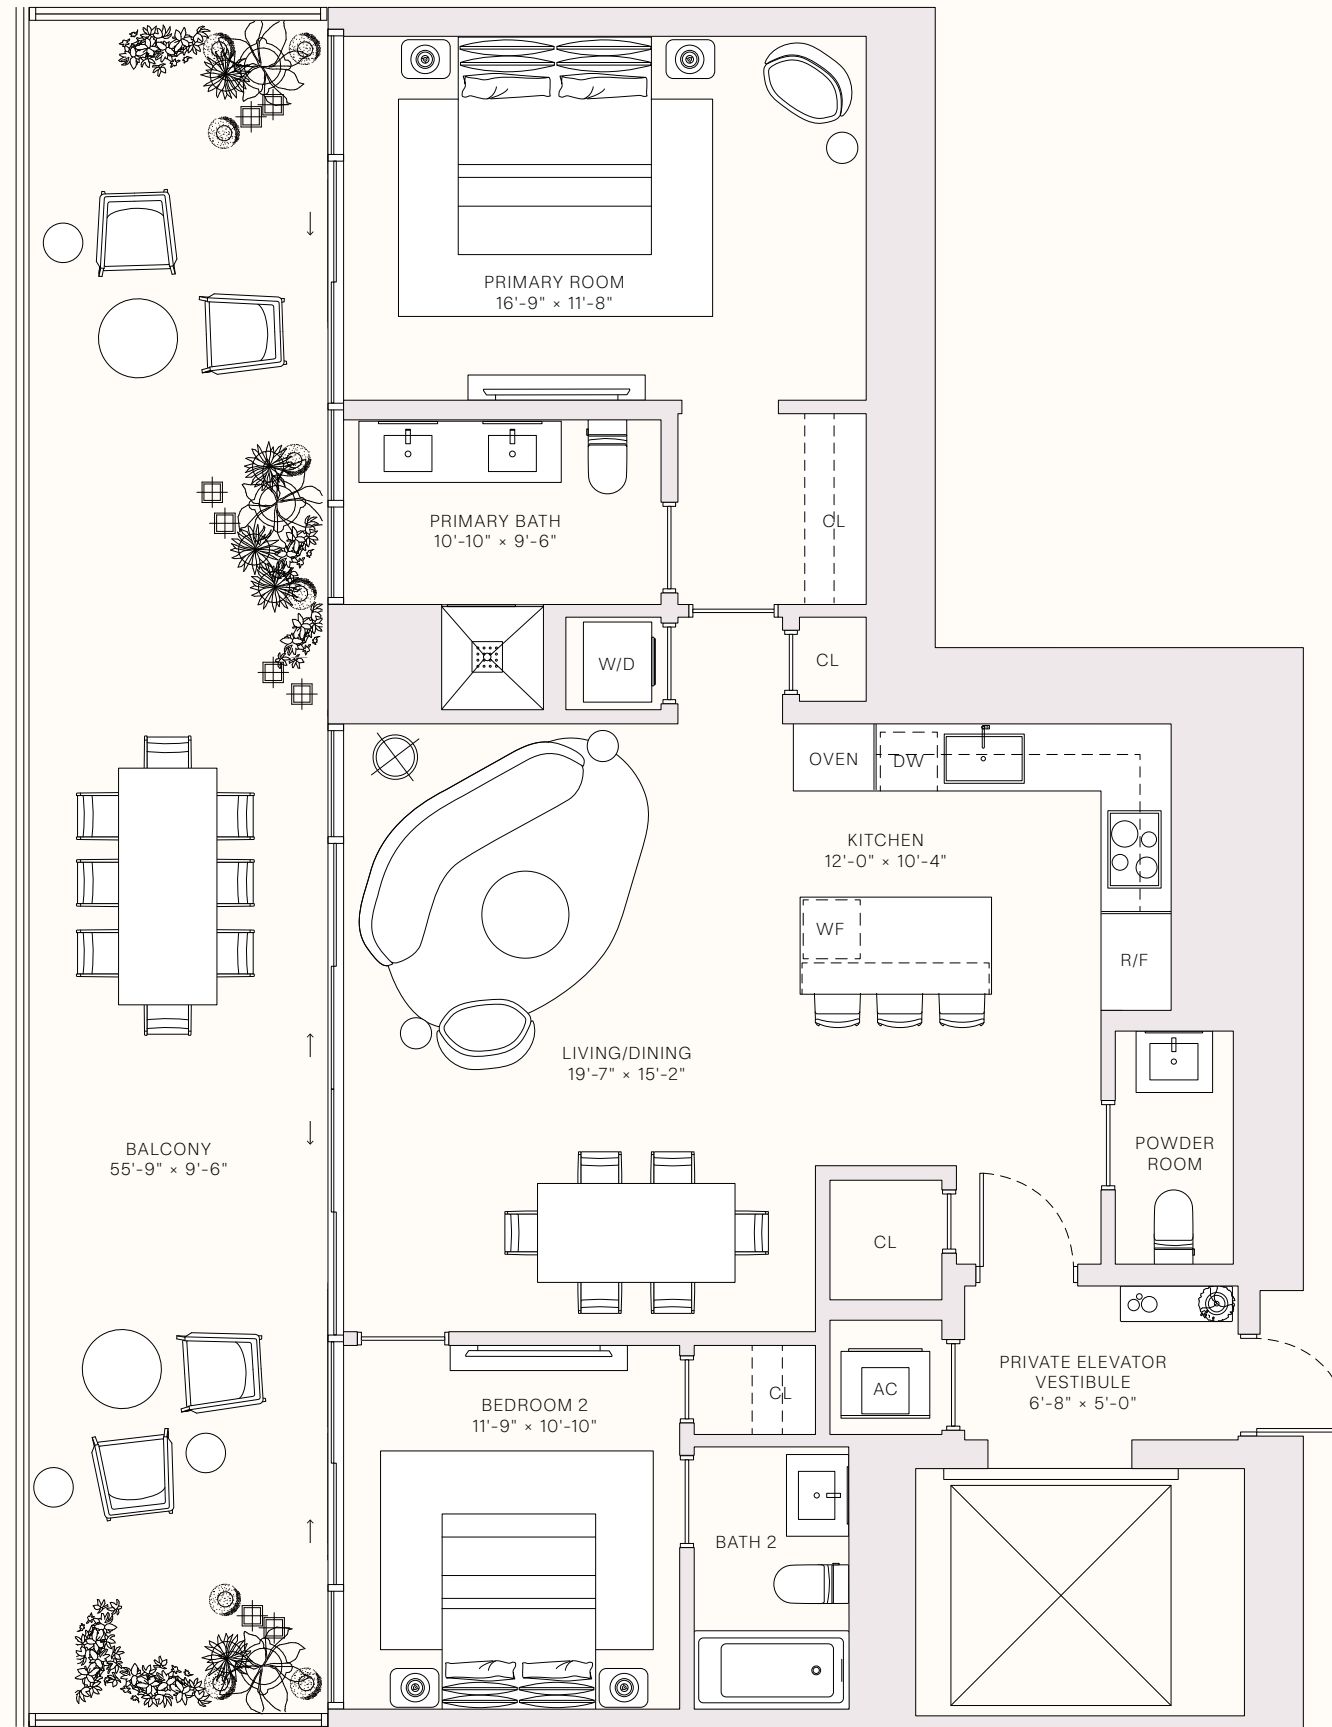 PRIMARY ROOM
16'-9" × 11'-8"
PRIMARY BATH
10'-10" × 9'-6"
CL
W/D
CL
OVEN
DW
KITCHEN
12'-0" × 10'-4"
WF
R/F
LIVING/DINING
19'-7" × 15'-2"
BALCONY
55'-9" × 9'-6"
POWDER
ROOM
CL
PRIVATE ELEVATOR
VESTIBULE
6'-8" × 5'-0"
AC
CL
BEDROOM 2
11'-9" × 10'-10"
BATH 2